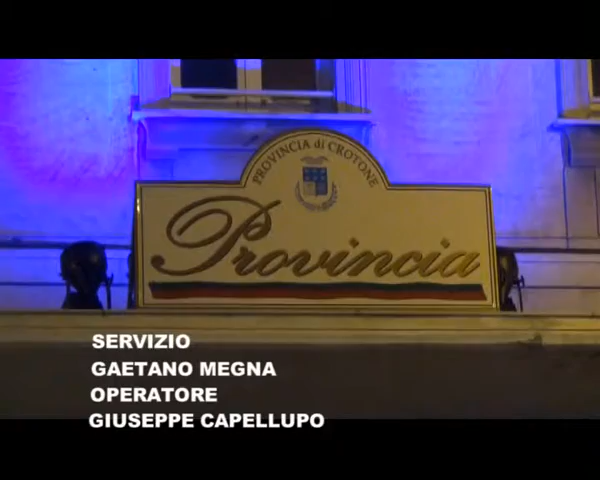 PROVINCIA di CROTONE
Provincia
SERVIZIO
GAETANO MEGNA
OPERATORE
GIUSEPPE CAPELLUPO